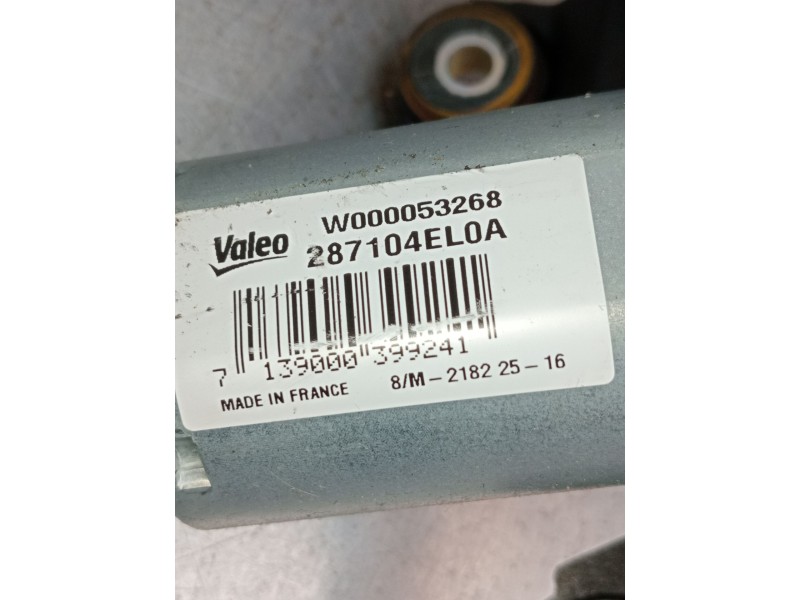 Valeo
W000053268
287104EL0A
7 139000 399241
MADE IN FRANCE 8/M-2182 25-16